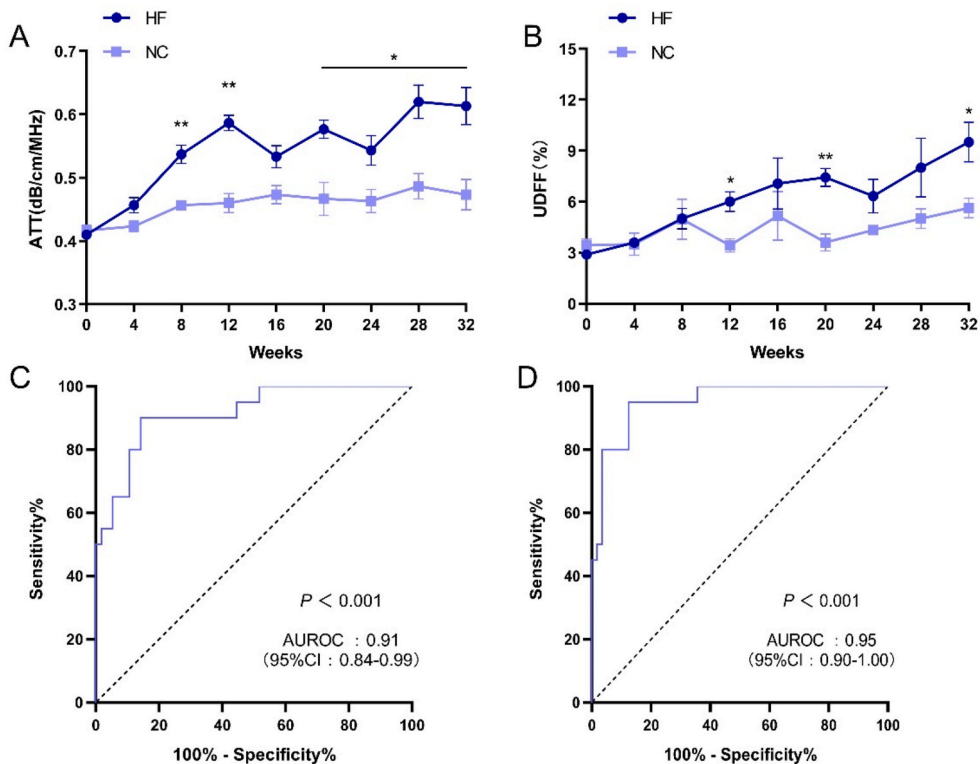 A
HF
NC
ATT(dB/cm/MHz)
0.7
0.6
0.5
0.4
0.3
**
**
*
0 4 8 12 16 20 24 28 32
Weeks
B
HF
NC
UDFF(%)
15
12
9
6
3
0
*
**
*
0 4 8 12 16 20 24 28 32
Weeks
C
Sensitivity%
100
80
60
40
20
0
P < 0.001
AUROC : 0.91
(95%CI : 0.84-0.99)
0 20 40 60 80 100
100% - Specificity%
D
Sensitivity%
100
80
60
40
20
0
P < 0.001
AUROC : 0.95
(95%CI : 0.90-1.00)
0 20 40 60 80 100
100% - Specificity%